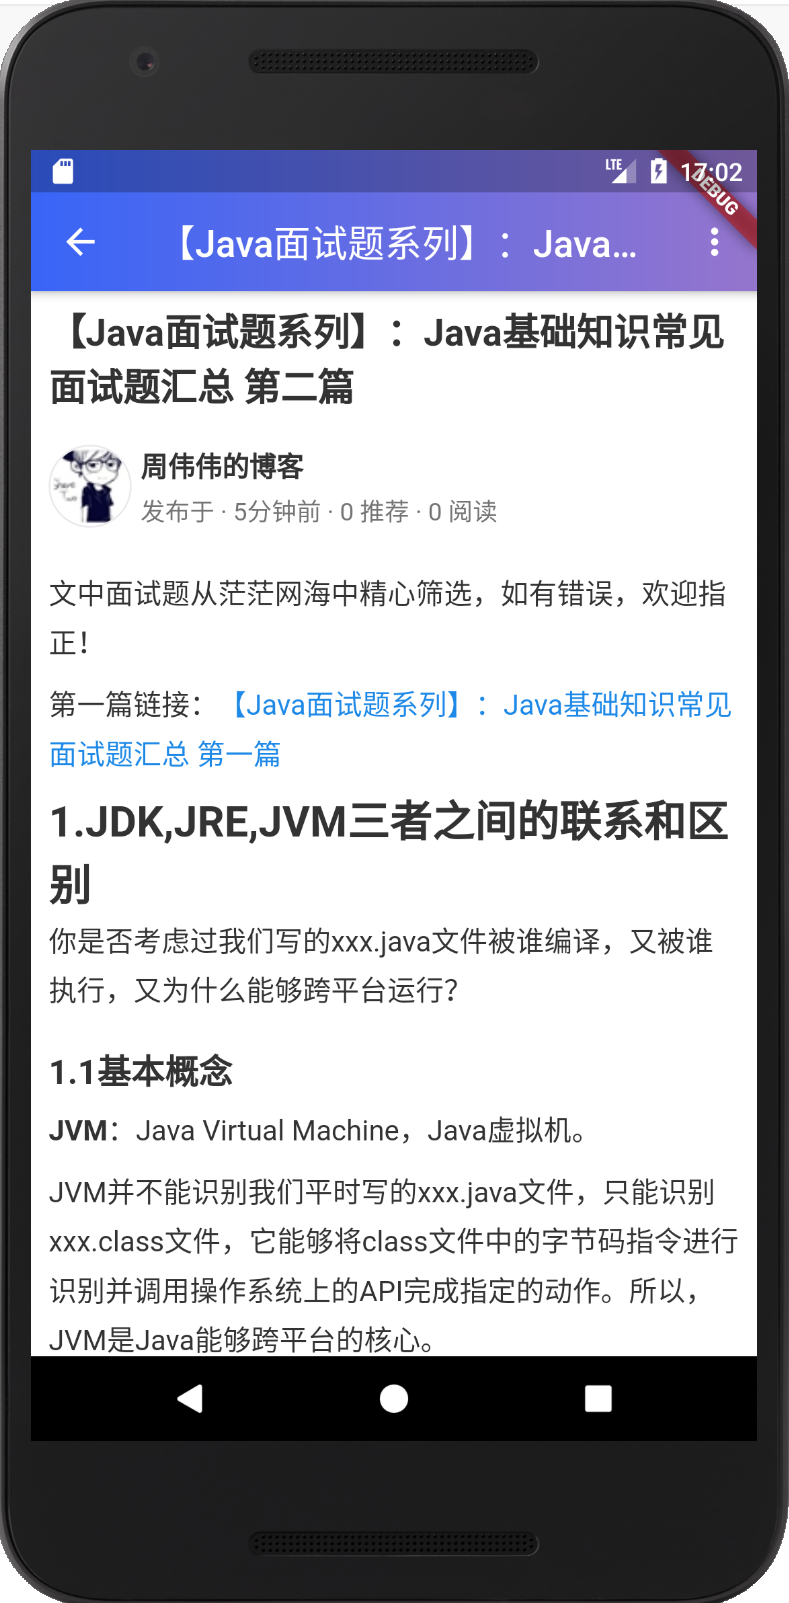 LTE 17:02
DEBUG
【Java面试题系列】：Java...
【Java面试题系列】：Java基础知识常见
面试题汇总 第二篇
周伟伟的博客
发布于 · 5分钟前 · 0 推荐 · 0 阅读
文中面试题从茫茫网海中精心筛选，如有错误，欢迎指
正！
第一篇链接：【Java面试题系列】：Java基础知识常见
面试题汇总 第一篇
1.JDK,JRE,JVM三者之间的联系和区
别
你是否考虑过我们写的xxx.java文件被谁编译，又被谁
执行，又为什么能够跨平台运行？
1.1基本概念
JVM：Java Virtual Machine，Java虚拟机。
JVM并不能识别我们平时写的xxx.java文件，只能识别
xxx.class文件，它能够将class文件中的字节码指令进行
识别并调用操作系统上的API完成指定的动作。所以，
JVM是Java能够跨平台的核心。